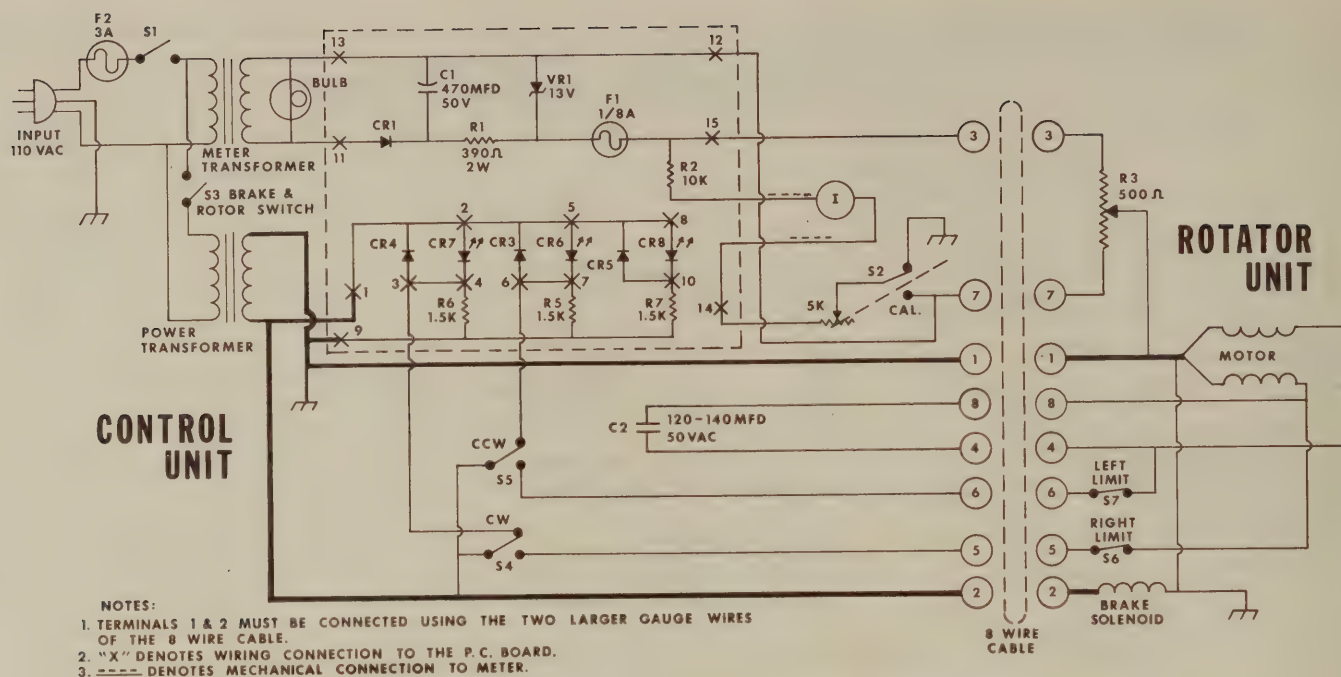 F2
3A
S1
INPUT
110 VAC
METER
TRANSFORMER
S3 BRAKE &
ROTOR SWITCH
POWER
TRANSFORMER
BULB
13
11
12
15
C1
470MFD
50V
VR1
13V
CR1
R1
390Ω
2W
F1
1/8A
R2
10K
I
2
5
8
CR4
CR7
CR3
CR6
CR5
CR8
3
4
6
7
10
R6
1.5K
R5
1.5K
R7
1.5K
1
9
14
5K
S2
CAL.
3
7
1
8
4
6
5
2
3
7
1
8
4
6
5
2
R3
500Ω
ROTATOR
UNIT
MOTOR
CONTROL
UNIT
C2
120-140MFD
50VAC
CCW
S5
CW
S4
LEFT
LIMIT
S7
RIGHT
LIMIT
S6
BRAKE
SOLENOID
8 WIRE
CABLE
NOTES:
1. TERMINALS 1 & 2 MUST BE CONNECTED USING THE TWO LARGER GAUGE WIRES
OF THE 8 WIRE CABLE.
2. "X" DENOTES WIRING CONNECTION TO THE P.C. BOARD.
3. ---- DENOTES MECHANICAL CONNECTION TO METER.